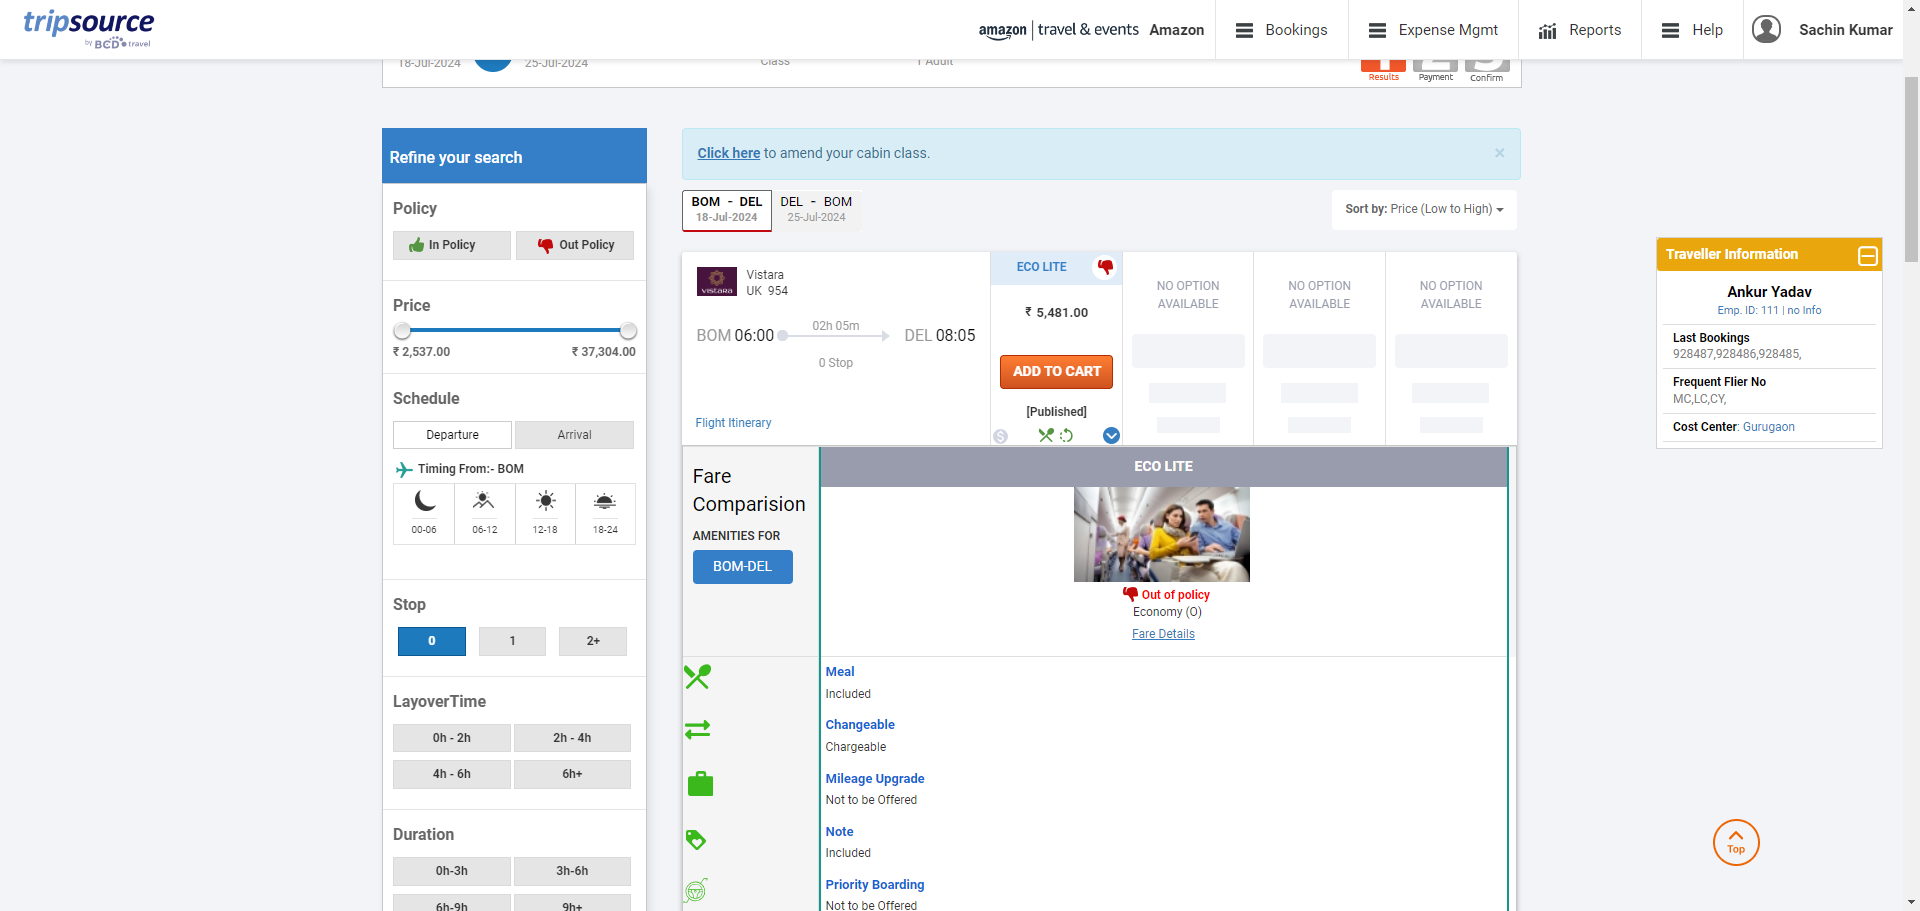 tripsource
by BCD travel
amazon | travel & events Amazon
Bookings
Expense Mgmt
Reports
Help
Sachin Kumar
18-Jul-2024
25-Jul-2024
Class
1 Adult
Results
Payment
Confirm
Refine your search
Policy
In Policy
Out Policy
Price
₹ 2,537.00
₹ 37,304.00
Schedule
Departure
Arrival
Timing From:- BOM
00-06
06-12
12-18
18-24
Stop
0
1
2+
LayoverTime
0h - 2h
2h - 4h
4h - 6h
6h+
Duration
0h-3h
3h-6h
6h-9h
9h+
Click here to amend your cabin class.
×
BOM - DEL
18-Jul-2024
DEL - BOM
25-Jul-2024
Sort by: Price (Low to High)
VISTARA
Vistara
UK 954
BOM 06:00
02h 05m
DEL 08:05
0 Stop
Flight Itinerary
ECO LITE
₹ 5,481.00
ADD TO CART
[Published]
NO OPTION
AVAILABLE
NO OPTION
AVAILABLE
NO OPTION
AVAILABLE
Fare
Comparision
AMENITIES FOR
BOM-DEL
ECO LITE
Out of policy
Economy (O)
Fare Details
Meal
Included
Changeable
Chargeable
Mileage Upgrade
Not to be Offered
Note
Included
Priority Boarding
Not to be Offered
Traveller Information
Ankur Yadav
Emp. ID: 111 | no Info
Last Bookings
928487,928486,928485,
Frequent Flier No
MC,LC,CY,
Cost Center: Gurugaon
Top